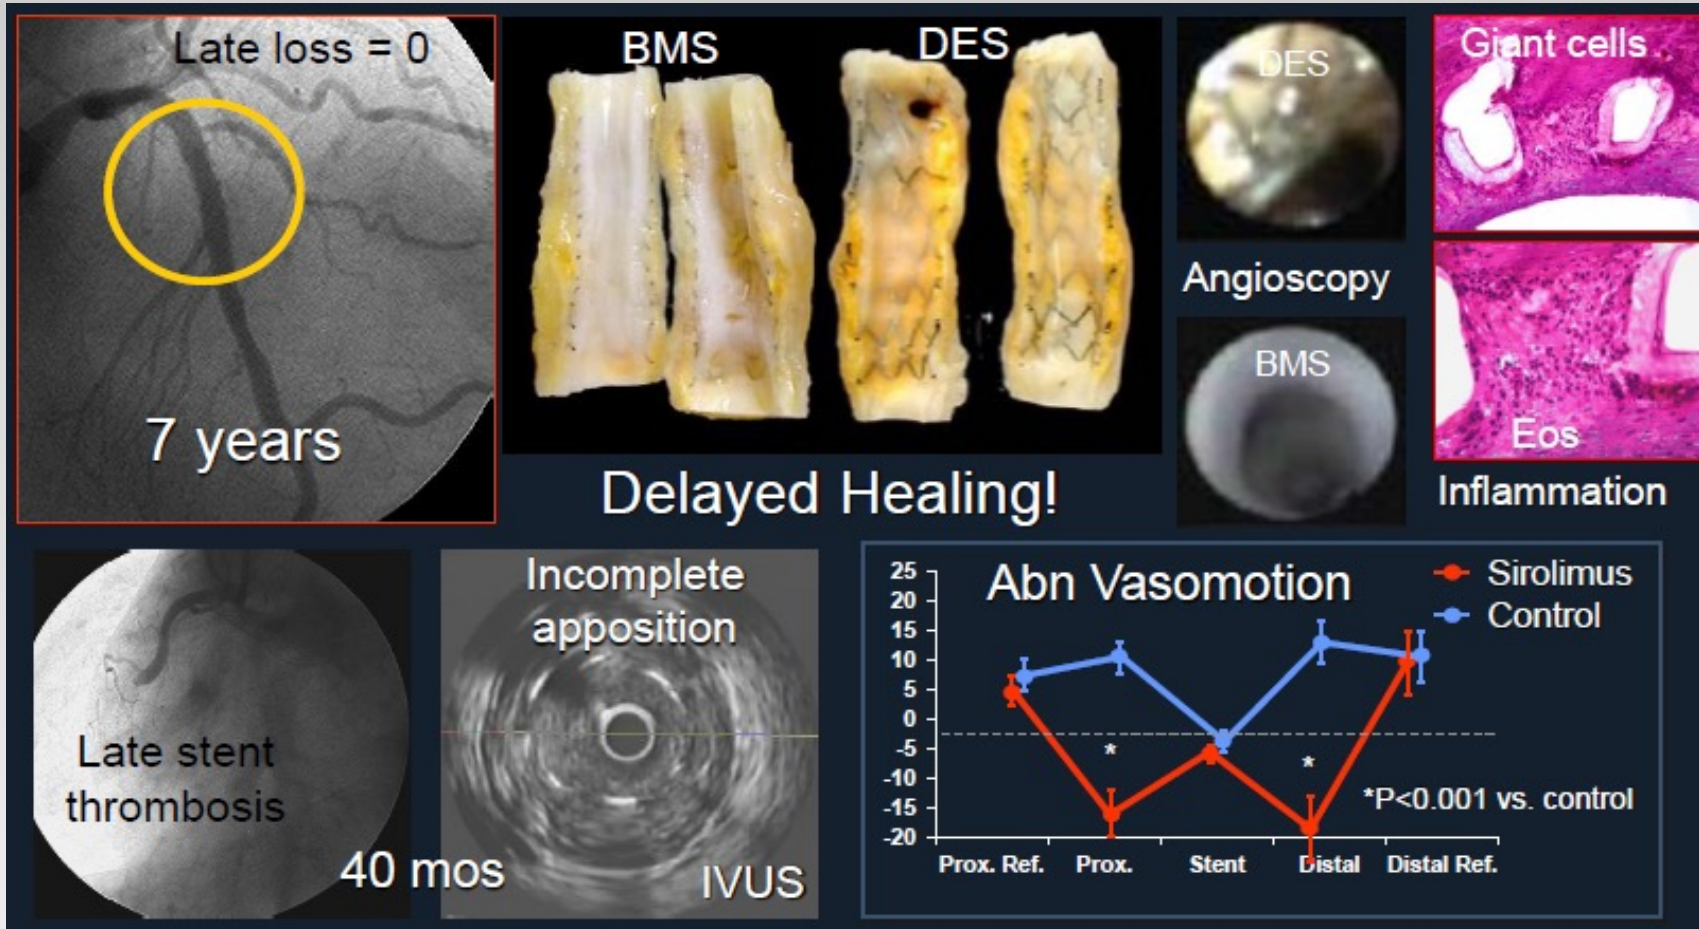 Late loss = 0
7 years
BMS
DES
DES
Angioscopy
BMS
Giant cells
Eos
Inflammation
Delayed Healing!
Late stent
thrombosis
40 mos
Incomplete
apposition
IVUS
Abn Vasomotion
Sirolimus
Control
25
20
15
10
5
0
-5
-10
-15
-20
*
*
*P<0.001 vs. control
Prox. Ref.
Prox.
Stent
Distal
Distal Ref.